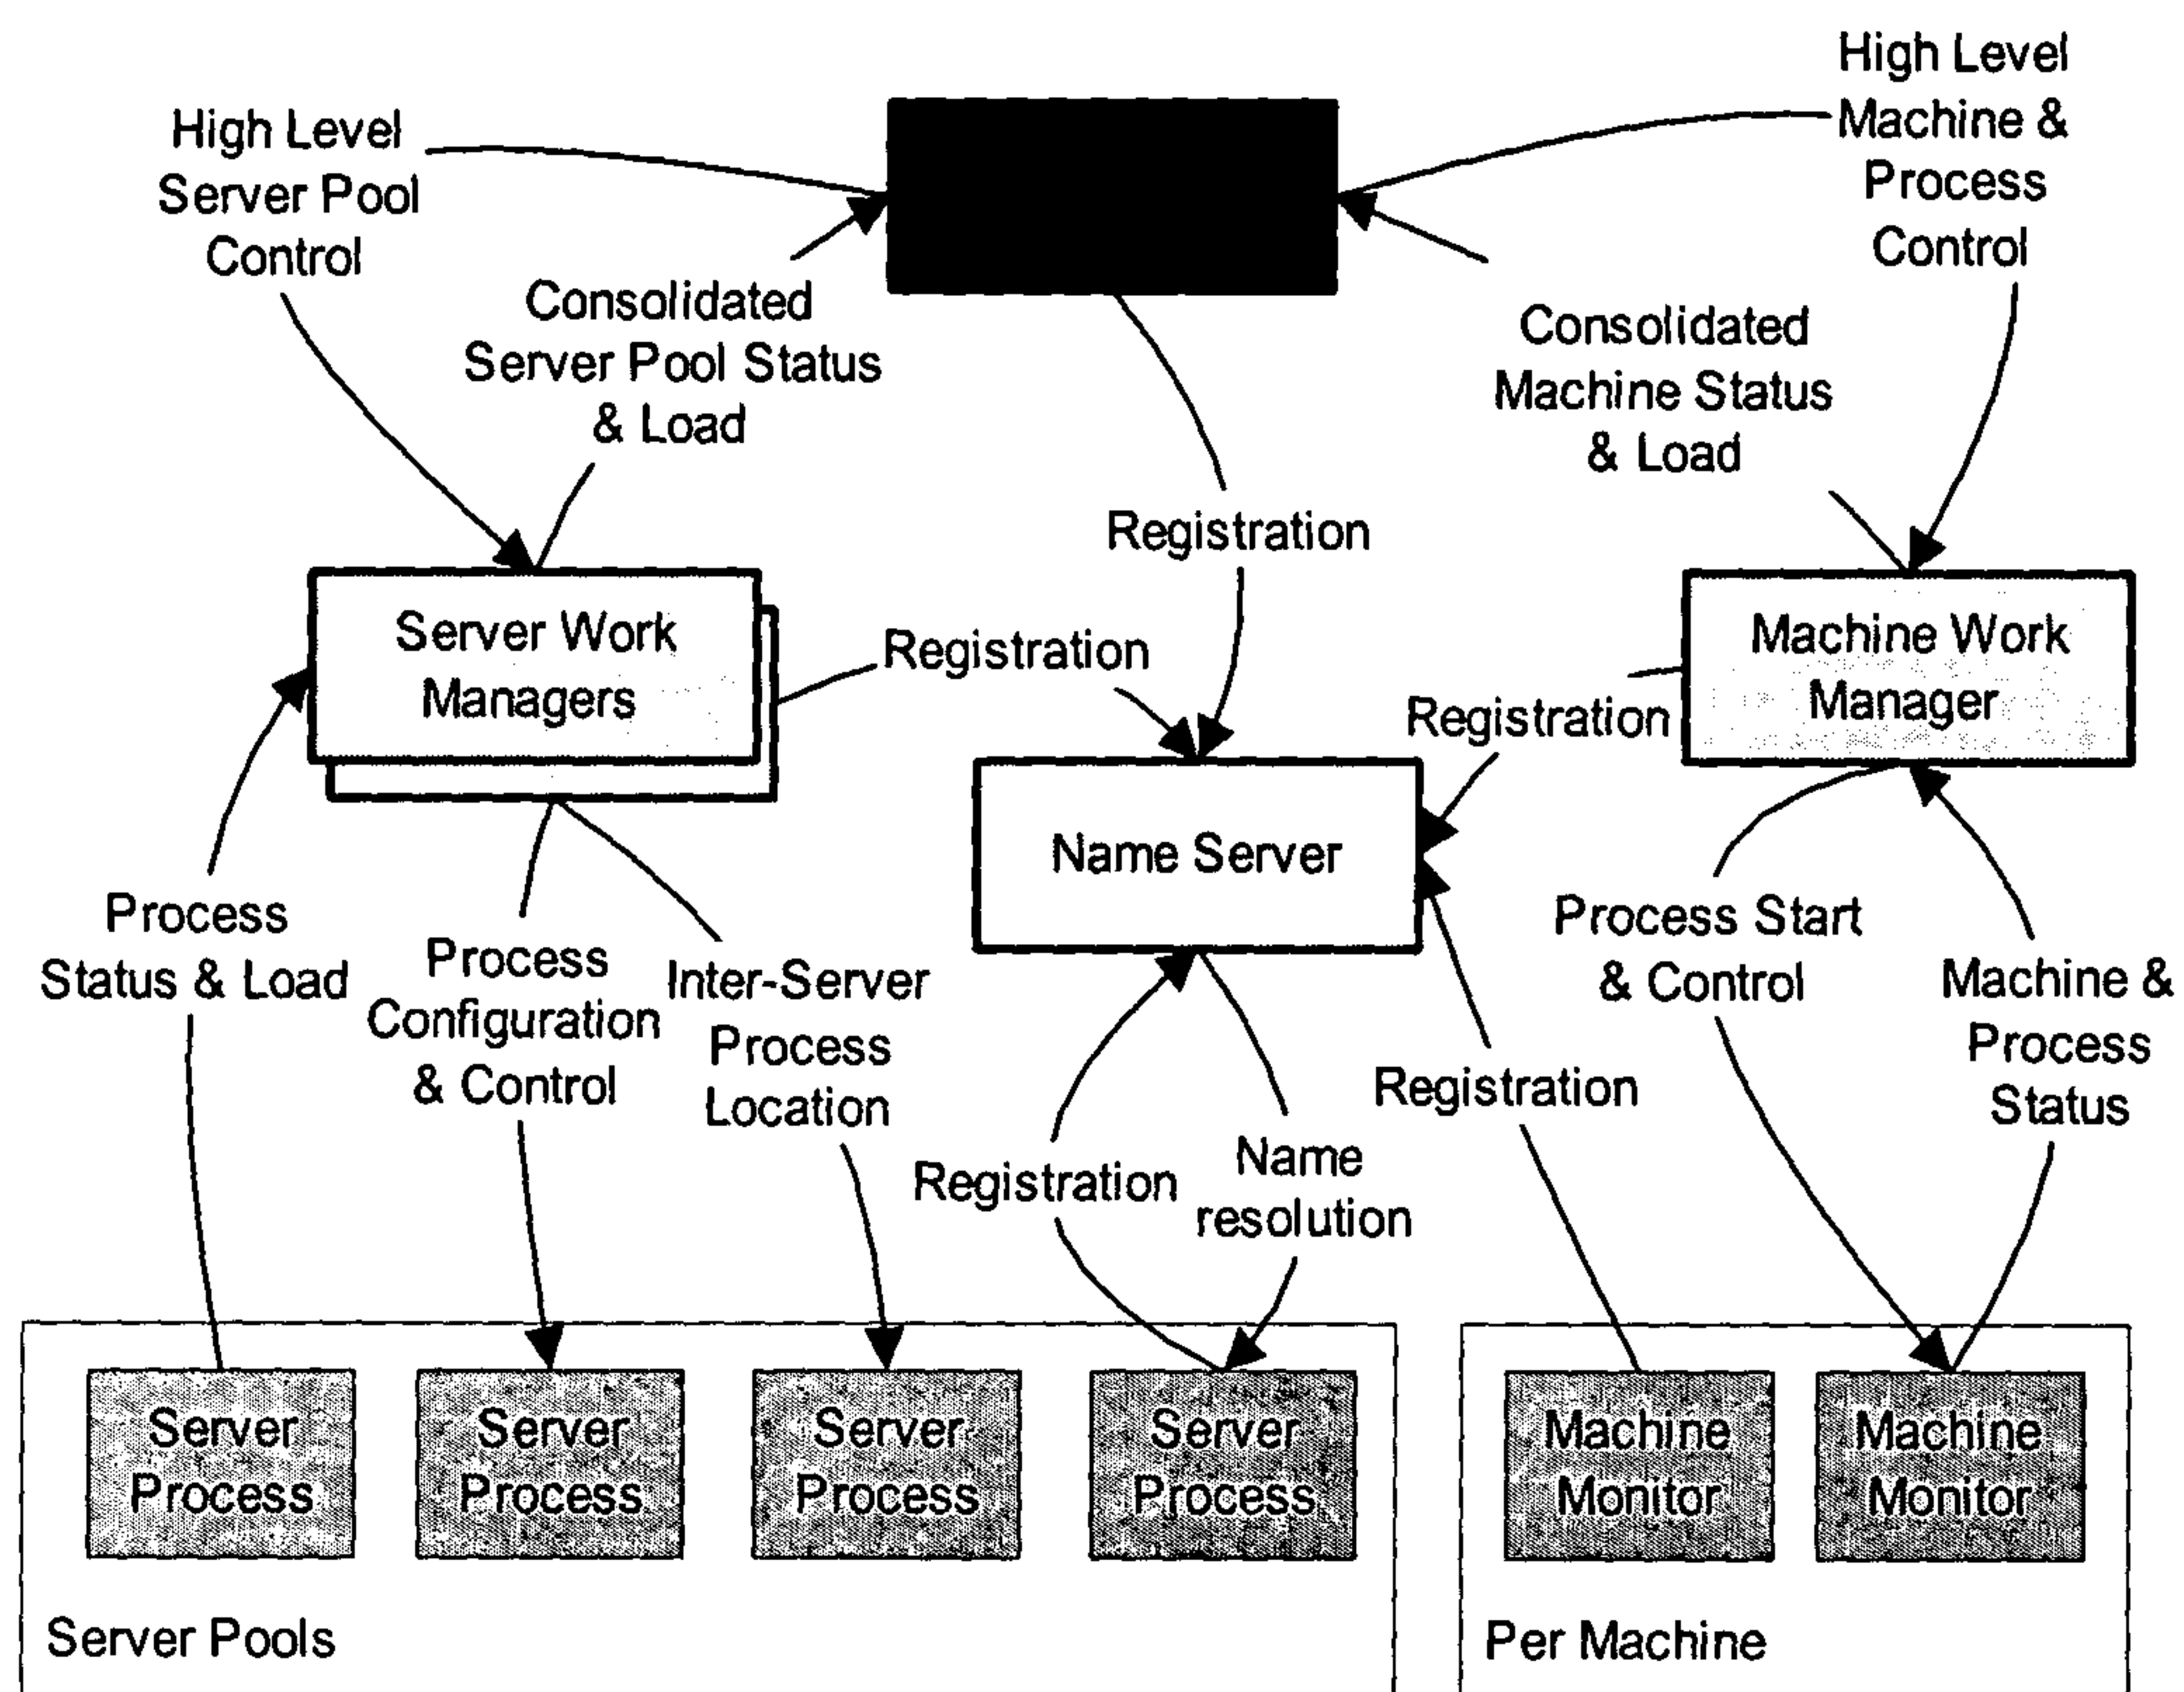 High Level
Server Pool
Control
High Level
Machine &
Process
Control
Consolidated
Server Pool Status
& Load
Consolidated
Machine Status
& Load
Registration
Server Work
Managers
Registration
Machine Work
Manager
Registration
Name Server
Process
Status & Load
Process
Configuration
& Control
Inter-Server
Process
Location
Process Start
& Control
Machine &
Process
Status
Registration
Registration
Name
resolution
Server
Process
Server
Process
Server
Process
Server
Process
Machine
Monitor
Machine
Monitor
Server Pools
Per Machine